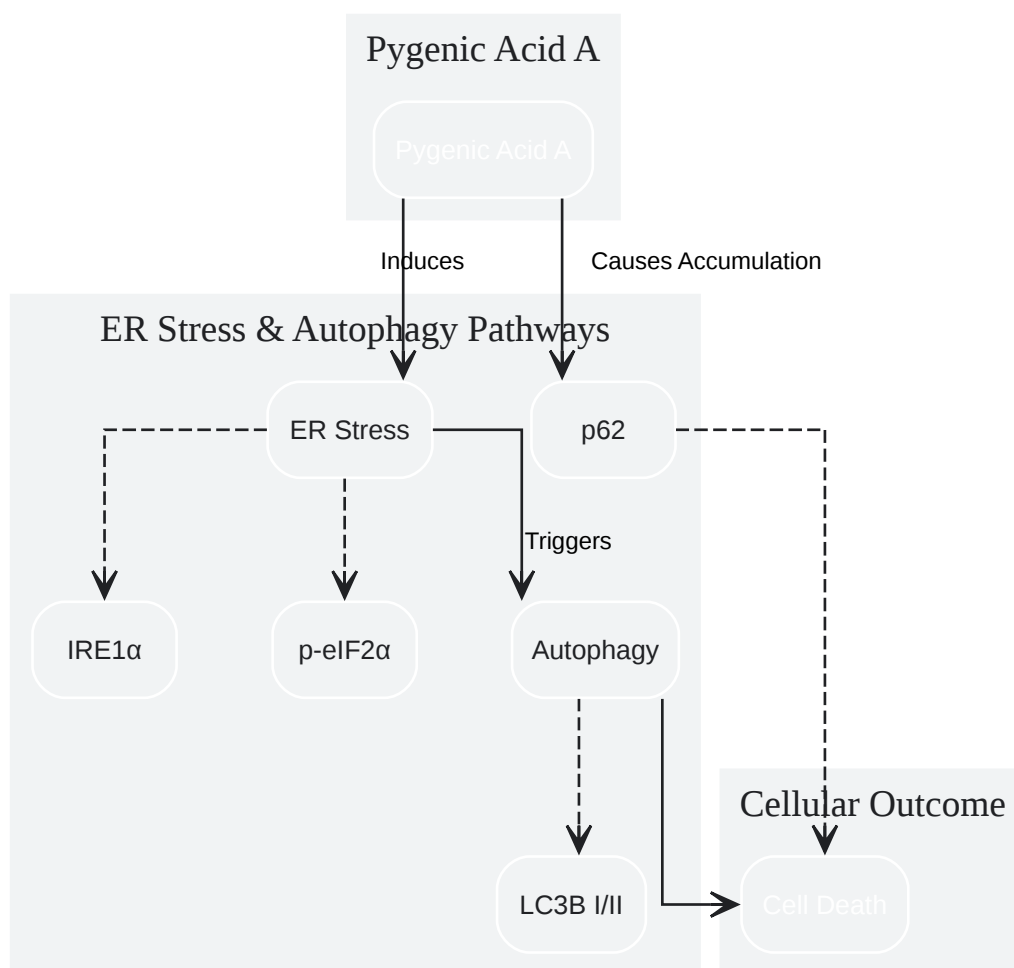 Pygenic Acid A
Pygenic Acid A
Induces
Causes Accumulation
ER Stress & Autophagy Pathways
ER Stress
p62
Triggers
IRE1α
p-eIF2α
Autophagy
Cellular Outcome
LC3B I/II
Cell Death